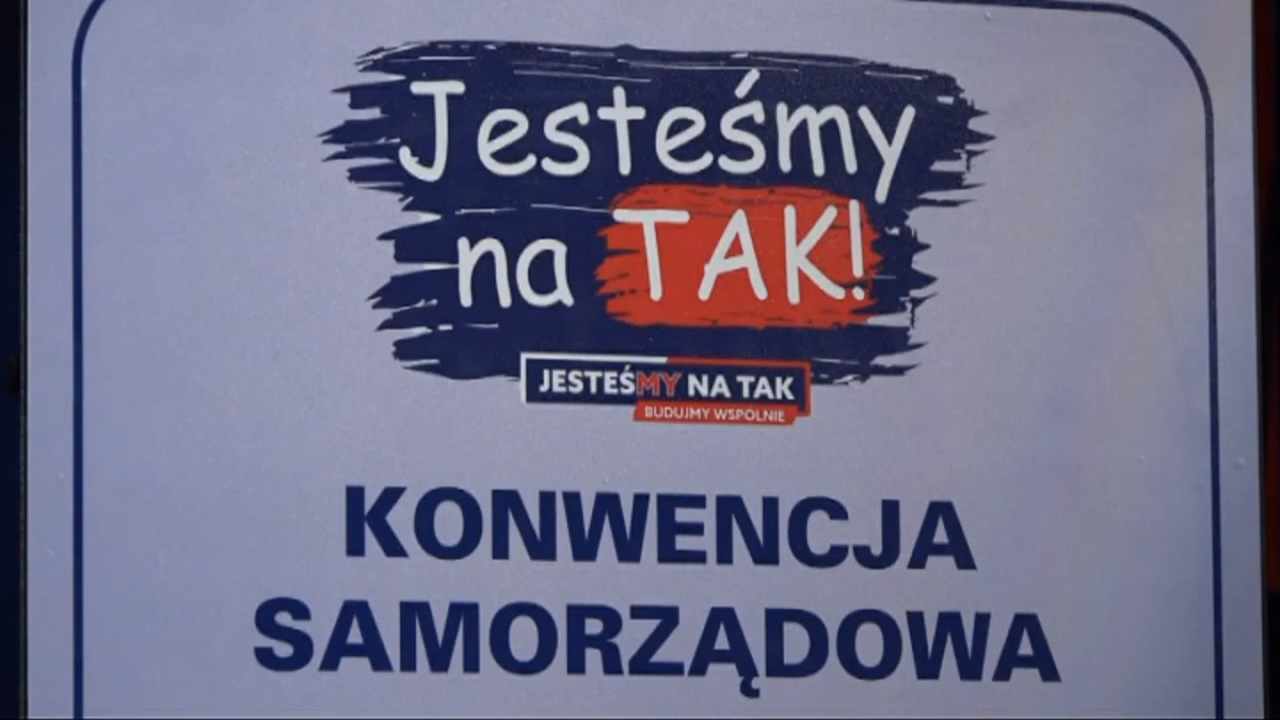 Jesteśmy
na TAK!
JESTEŚMY NA TAK
BUDUJMY WSPÓLNIE
KONWENCJA
SAMORZĄDOWA